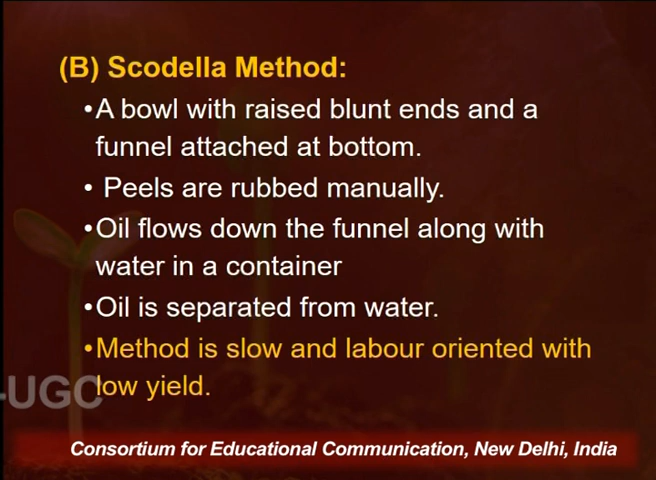 (B) Scodella Method:
•A bowl with raised blunt ends and a
funnel attached at bottom.
• Peels are rubbed manually.
•Oil flows down the funnel along with
water in a container
•Oil is separated from water.
•Method is slow and labour oriented with
low yield.
-UGC
Consortium for Educational Communication, New Delhi, India